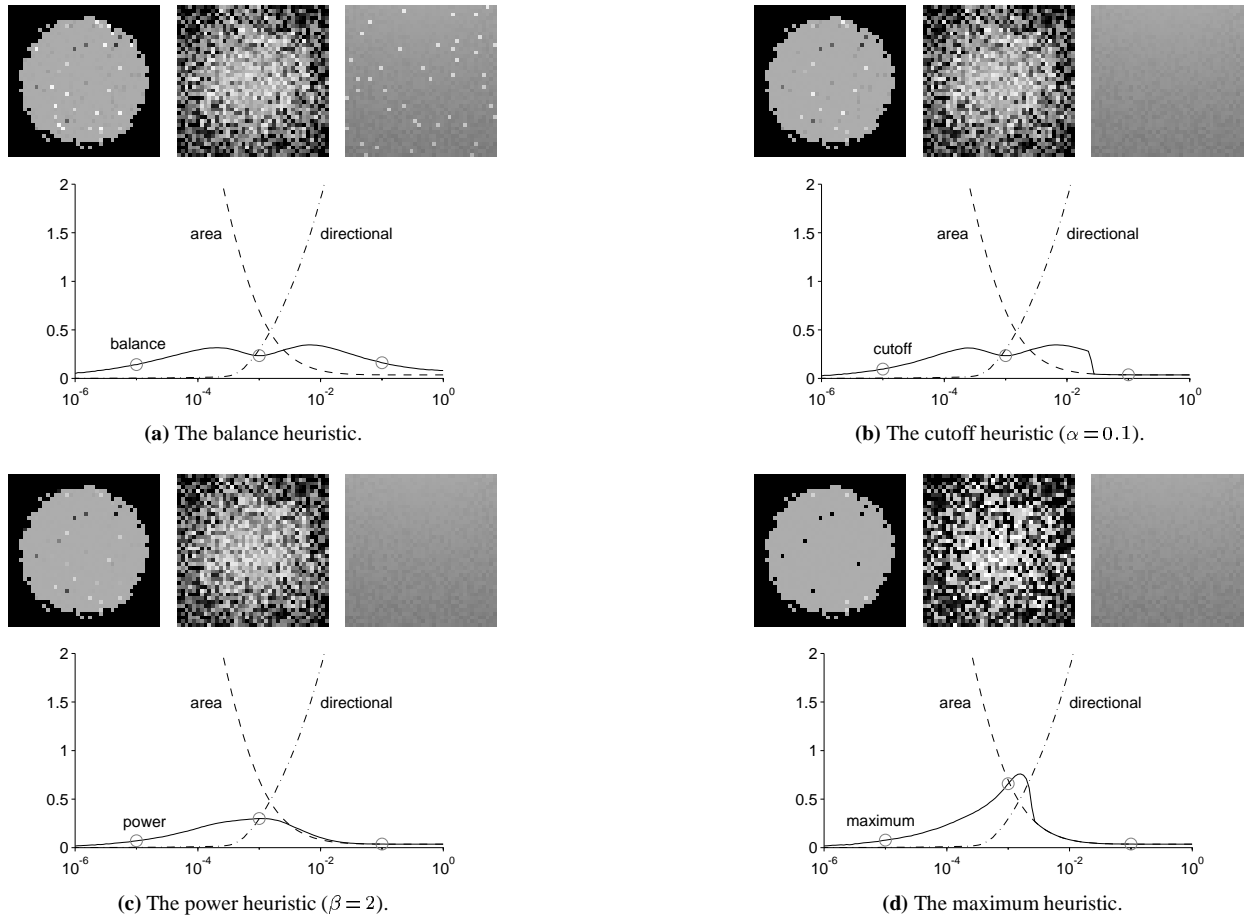 2
1.5
area
directional
1
0.5
balance
0
10^-6
10^-4
10^-2
10^0
(a) The balance heuristic.
2
1.5
area
directional
1
0.5
cutoff
0
10^-6
10^-4
10^-2
10^0
(b) The cutoff heuristic (α = 0.1).
2
1.5
area
directional
1
0.5
power
0
10^-6
10^-4
10^-2
10^0
(c) The power heuristic (β = 2).
2
1.5
area
directional
1
0.5
maximum
0
10^-6
10^-4
10^-2
10^0
(d) The maximum heuristic.